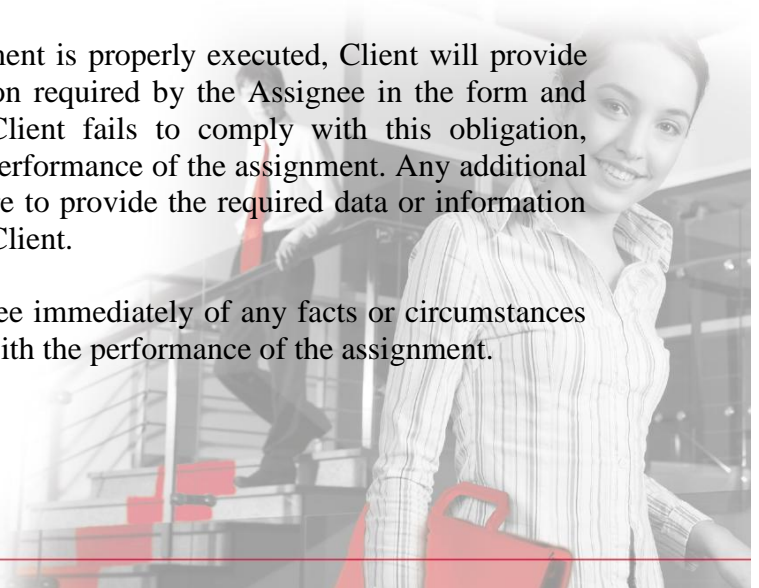 ment is properly executed, Client will provide
on required by the Assignee in the form and
Client fails to comply with this obligation,
erformance of the assignment. Any additional
e to provide the required data or information
Client.
ee immediately of any facts or circumstances
ith the performance of the assignment.